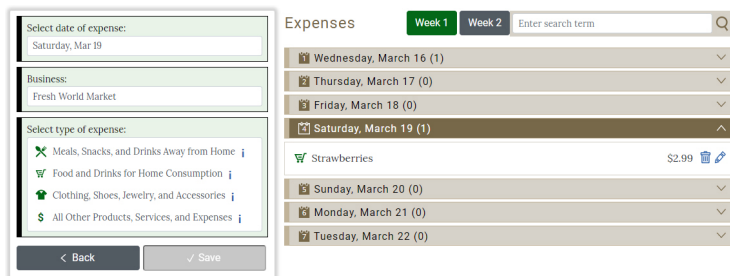 Select date of expense:
Saturday, Mar 19
Business:
Fresh World Market
Select type of expense:
Meals, Snacks, and Drinks Away from Home i
Food and Drinks for Home Consumption i
Clothing, Shoes, Jewelry, and Accessories i
$ All Other Products, Services, and Expenses i
< Back
✓ Save
Expenses
Week 1
Week 2
Enter search term
1 Wednesday, March 16 (1)
2 Thursday, March 17 (0)
3 Friday, March 18 (0)
4 Saturday, March 19 (1)
Strawberries $2.99
5 Sunday, March 20 (0)
6 Monday, March 21 (0)
7 Tuesday, March 22 (0)